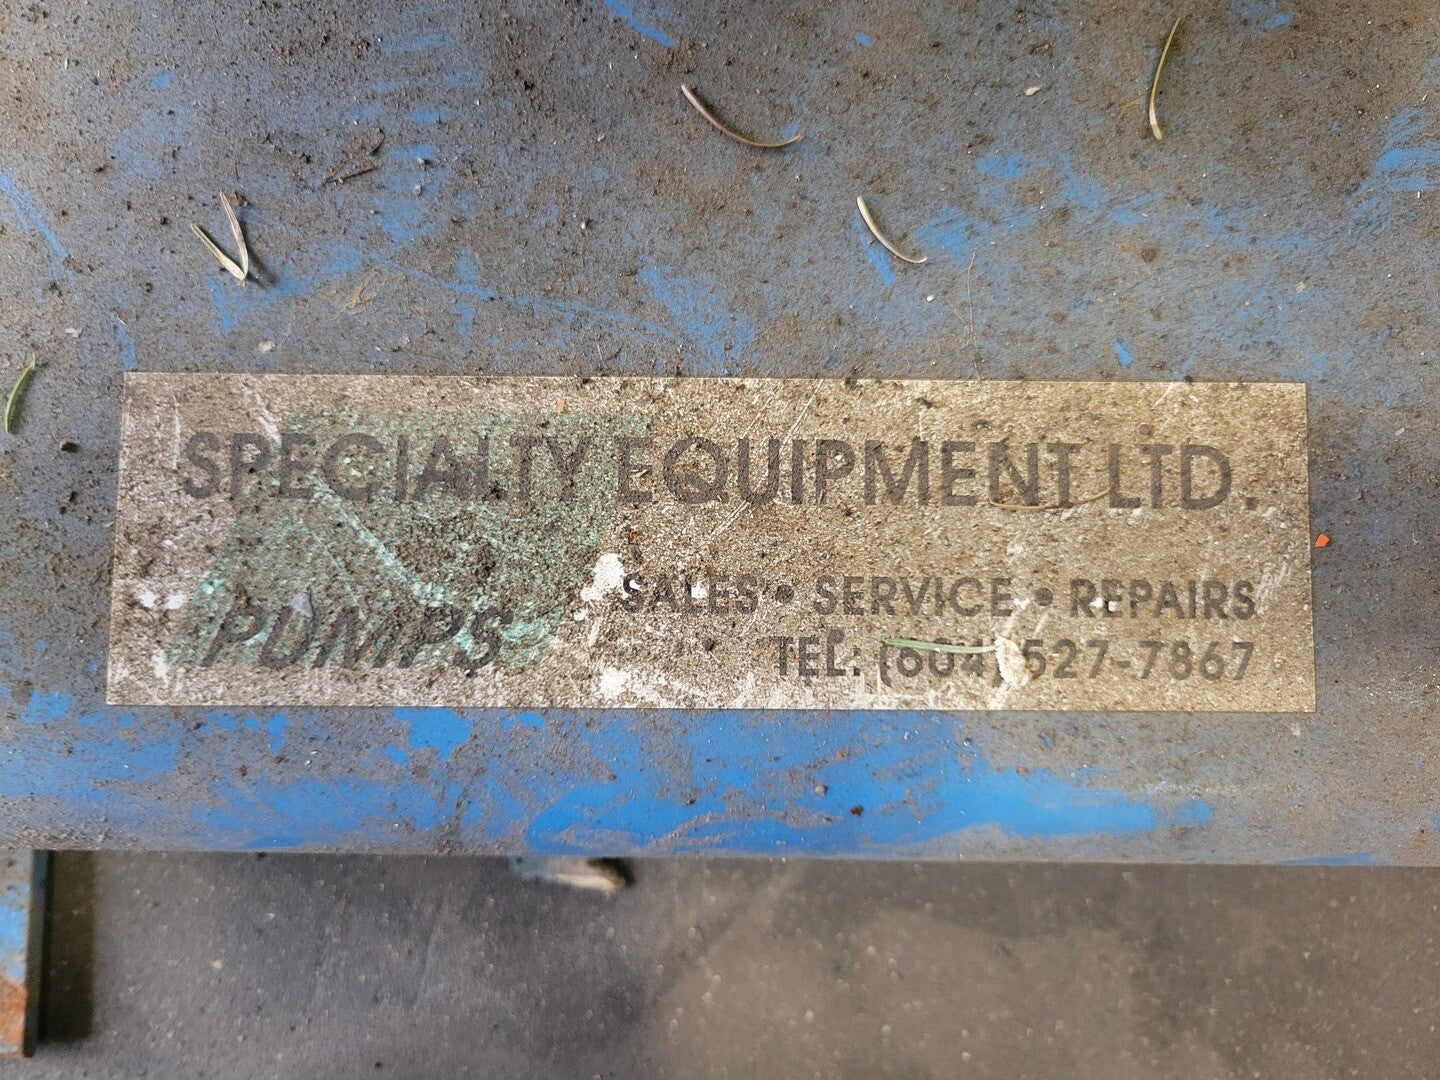 SPECIALTY EQUIPMENT LTD.
PUMPS
SALES • SERVICE • REPAIRS
TEL: (604) 527-7867